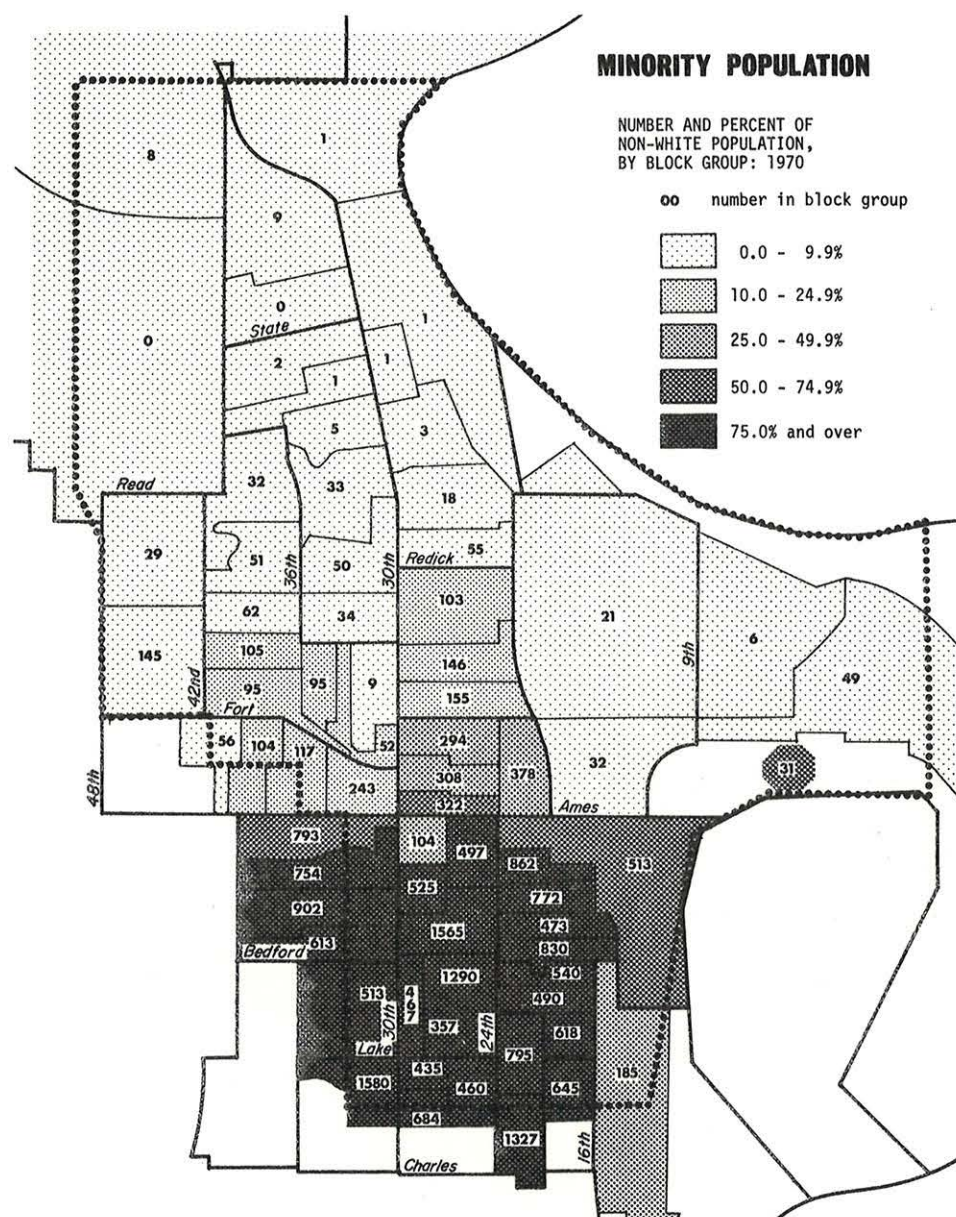 MINORITY POPULATION
NUMBER AND PERCENT OF
NON-WHITE POPULATION,
BY BLOCK GROUP: 1970
oo number in block group
0.0 - 9.9%
10.0 - 24.9%
25.0 - 49.9%
50.0 - 74.9%
75.0% and over
1
8
9
0
State
1
0
2
1
1
5
3
Read
32
33
18
29
51
36th
50
30th
Redick
55
103
62
34
21
6
9th
145
42nd
105
95
95
9
146
155
49
Fort
48th
56
104
117
52
294
308
378
32
31
243
322
Ames
793
104
497
862
513
754
525
772
902
1565
473
613
830
Bedford
1290
540
513
30th
467
490
357
24th
618
Lake
795
435
185
1580
460
645
684
1327
16th
Charles